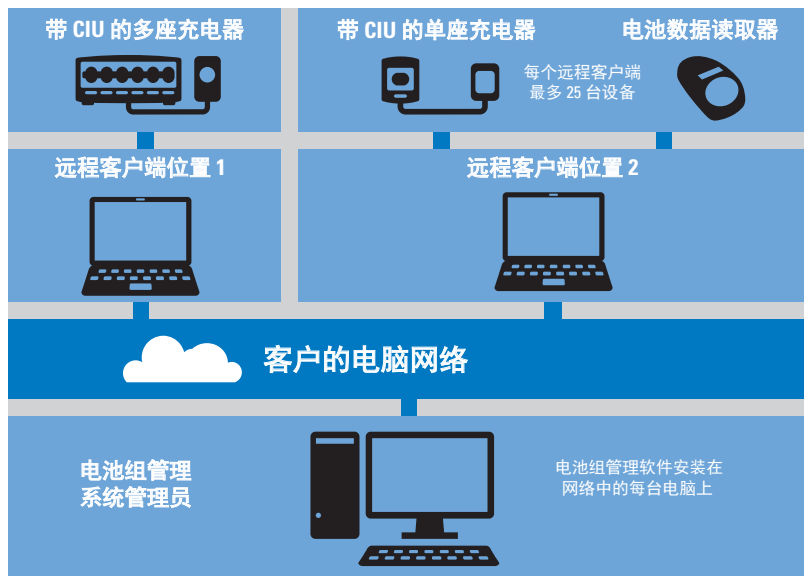 带 CIU 的多座充电器
带 CIU 的单座充电器
电池数据读取器
每个远程客户端
最多 25 台设备
远程客户端位置 1
远程客户端位置 2
客户的电脑网络
电池组管理
系统管理员
电池组管理软件安装在
网络中的每台电脑上